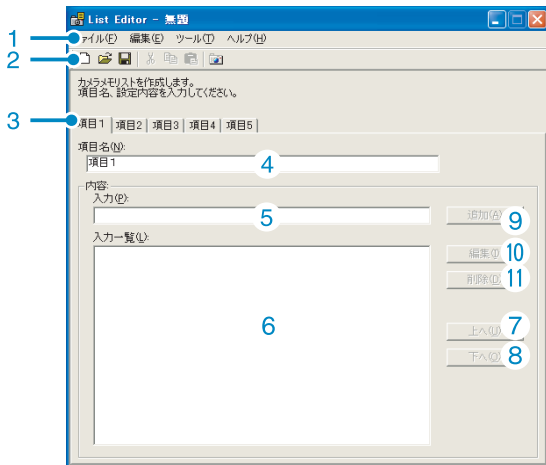 List Editor - 無題
1 ァイル(F) 編集(E) ツール(T) ヘルプ(H)
2
カメラメモリストを作成します。
項目名、設定内容を入力してください。
3 項目1 項目2 項目3 項目4 項目5
項目名(N):
項目1 4
内容:
入力(P):
5 追加(A) 9
入力一覧(L):
編集(I) 10
削除(D) 11
6 上へ(U) 7
下へ(O) 8